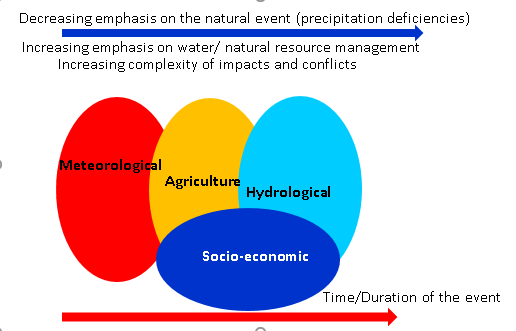 Decreasing emphasis on the natural event (precipitation deficiencies)
Increasing emphasis on water/ natural resource management
Increasing complexity of impacts and conflicts
Meteorological
Agriculture
Hydrological
Socio-economic
Time/Duration of the event